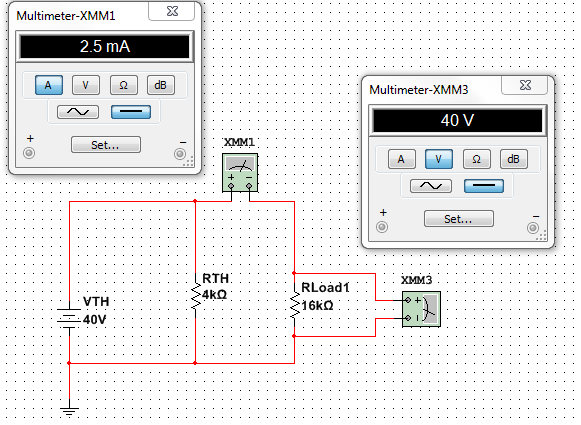 Multimeter-XMM1
2.5 mA
A V Ω dB
+ Set... −
Multimeter-XMM3
40 V
A V Ω dB
+ Set... −
XMM1
+ −
RTH
4kΩ
RLoad1
16kΩ
XMM3
+
−
VTH
40V